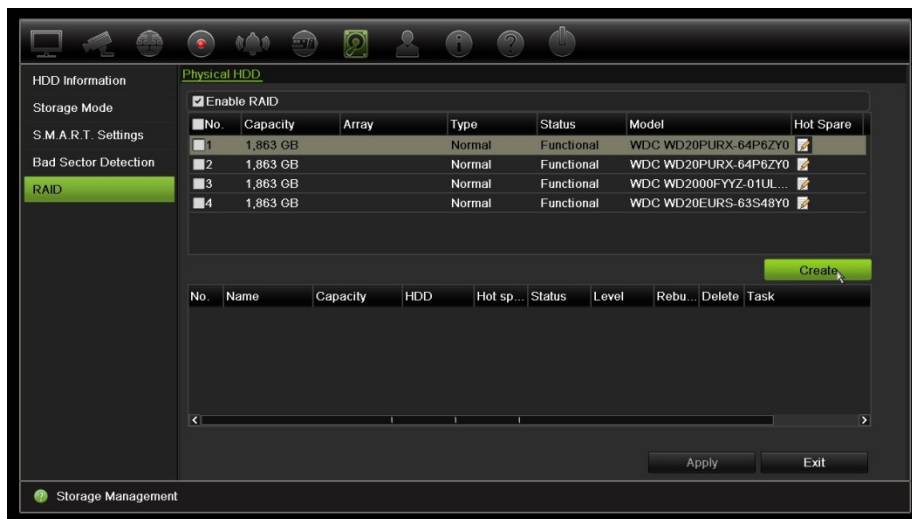 Physical HDD
HDD Information
Storage Mode
S.M.A.R.T. Settings
Bad Sector Detection
RAID
Enable RAID
No. Capacity Array Type Status Model Hot Spare
1 1,863 GB Normal Functional WDC WD20PURX-64P6ZY0
2 1,863 GB Normal Functional WDC WD20PURX-64P6ZY0
3 1,863 GB Normal Functional WDC WD2000FYYZ-01UL...
4 1,863 GB Normal Functional WDC WD20EURS-63S48Y0
Create
No. Name Capacity HDD Hot sp... Status Level Rebu... Delete Task
Apply Exit
Storage Management